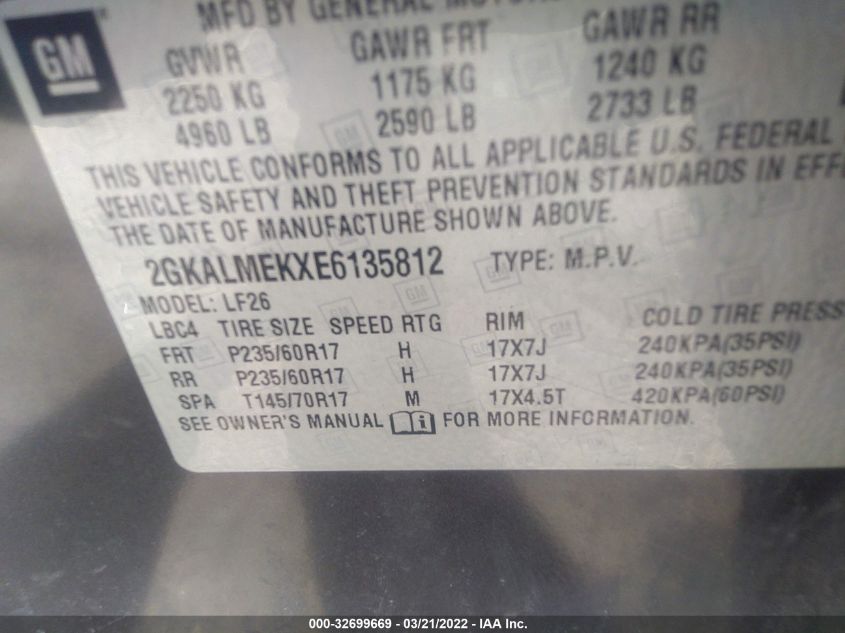 GM
MFD BY GENERAL
GVWR GAWR FRT GAWR RR
2250 KG 1175 KG 1240 KG
4960 LB 2590 LB 2733 LB
THIS VEHICLE CONFORMS TO ALL APPLICABLE U.S. FEDERAL
VEHICLE SAFETY AND THEFT PREVENTION STANDARDS IN EFF
THE DATE OF MANUFACTURE SHOWN ABOVE.
2GKALMEKXE6135812 TYPE: M.P.V.
MODEL: LF26
LBC4 TIRE SIZE SPEED RTG RIM COLD TIRE PRESS
FRT P235/60R17 H 17X7J 240KPA(35PSI)
RR P235/60R17 H 17X7J 240KPA(35PSI)
SPA T145/70R17 M 17X4.5T 420KPA(60PSI)
SEE OWNER'S MANUAL i FOR MORE INFORMATION.
000-32699669 - 03/21/2022 - IAA Inc.